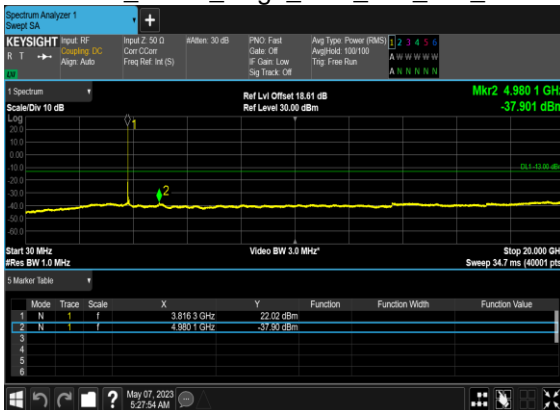 Spectrum Analyzer 1
Swept SA
KEYSIGHT Input: RF Input Z: 50 Ω #Atten: 30 dB PNO: Fast Avg Type: Power (RMS) 1 2 3 4 5 6
R T Coupling: DC Corr CCorr Gate: Off Avg|Hold: 100/100 A W W W W W
Align: Auto Freq Ref: Int (S) IF Gain: Low Trig: Free Run
Sig Track: Off A N N N N N
1 Spectrum Ref Lvl Offset 18.61 dB Mkr2 4.980 1 GHz
Scale/Div 10 dB Ref Level 30.00 dBm -37.901 dBm
Log
20.0
10.0
0.00
-10.0 DL1 -13.00 dBm
-20.0
-30.0
-40.0
-50.0
-60.0
1
2
Start 30 MHz Video BW 3.0 MHz* Stop 20.000 GHz
#Res BW 1.0 MHz Sweep 34.7 ms (40001 pts)
5 Marker Table
Mode Trace Scale X Y Function Function Width Function Value
1 N 1 f 3.816 3 GHz 22.02 dBm
2 N 1 f 4.980 1 GHz -37.90 dBm
3
4
5
6
? May 07, 2023
5:27:54 AM